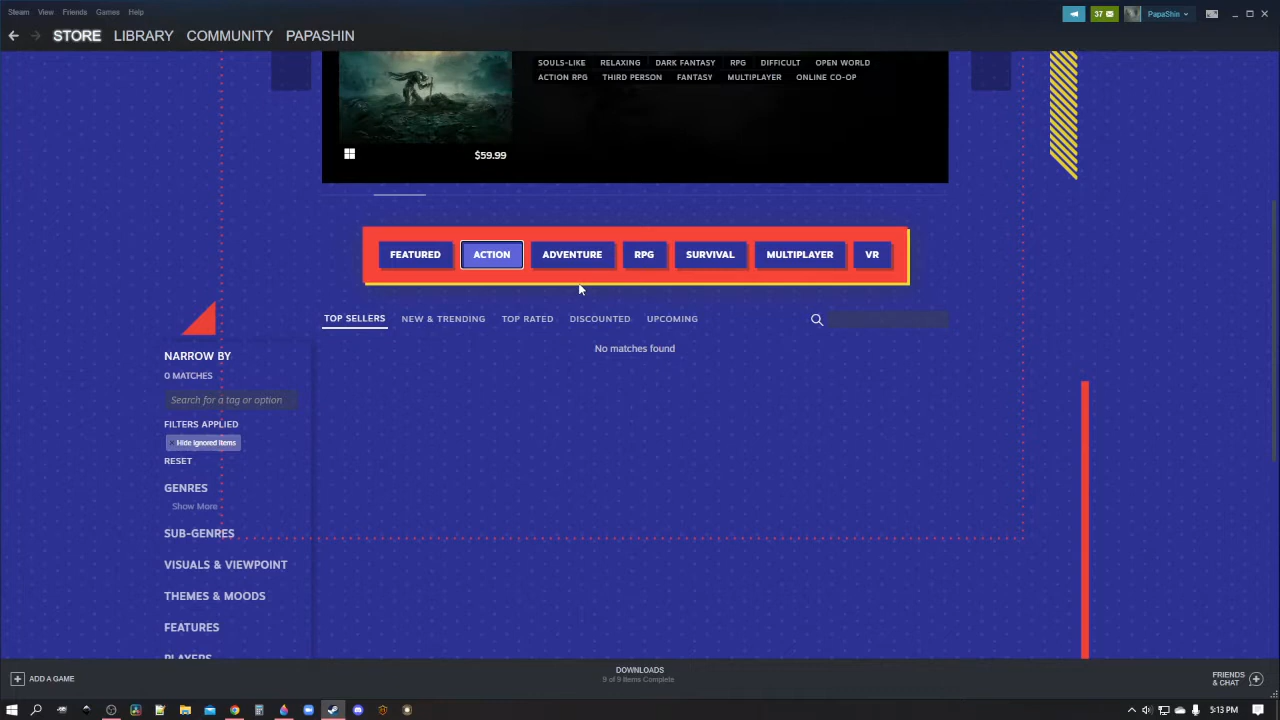 Steam View Friends Games Help
37 PapaShin
STORE LIBRARY COMMUNITY PAPASHIN
SOULS-LIKE RELAXING DARK FANTASY RPG DIFFICULT OPEN WORLD
ACTION RPG THIRD PERSON FANTASY MULTIPLAYER ONLINE CO-OP
$59.99
FEATURED ACTION ADVENTURE RPG SURVIVAL MULTIPLAYER VR
TOP SELLERS NEW & TRENDING TOP RATED DISCOUNTED UPCOMING
No matches found
NARROW BY
0 MATCHES
Search for a tag or option
FILTERS APPLIED
× Hide ignored items
RESET
GENRES
Show More
SUB-GENRES
VISUALS & VIEWPOINT
THEMES & MOODS
FEATURES
PLAYERS
ADD A GAME
DOWNLOADS
9 of 9 Items Complete
FRIENDS
& CHAT
5:13 PM